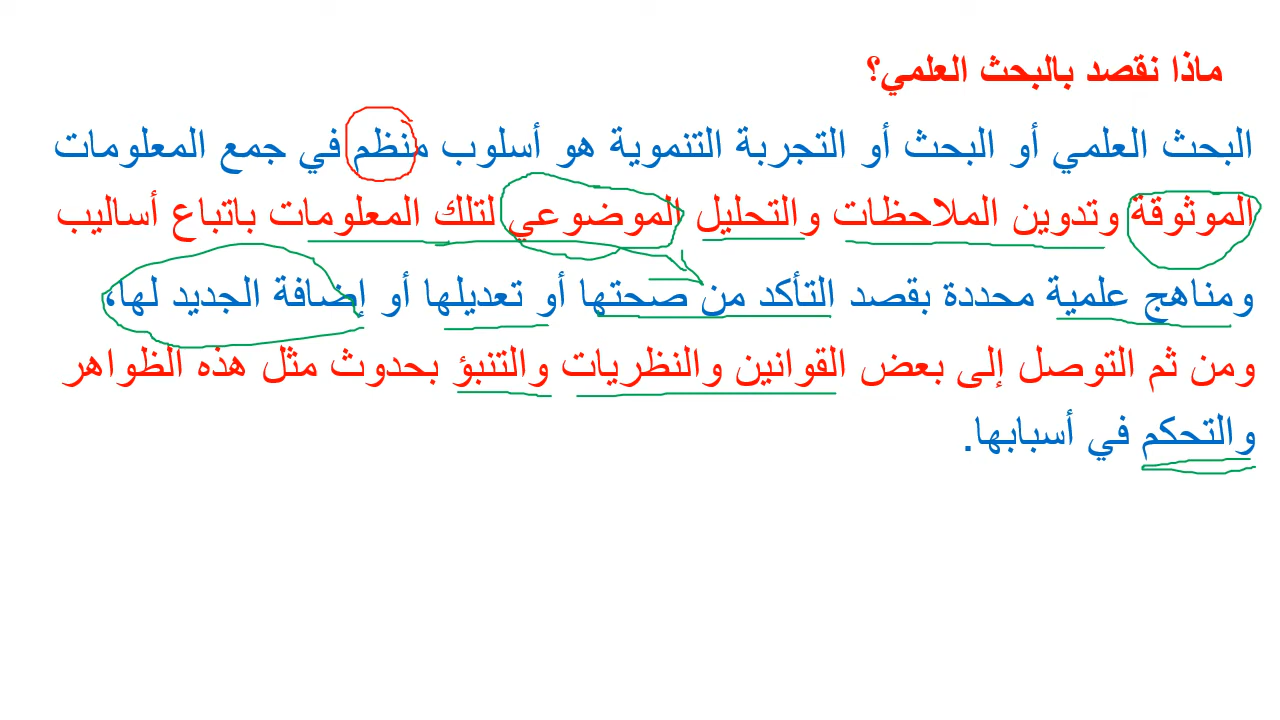 ماذا نقصد بالبحث العلمي؟
البحث العلمي أو البحث أو التجربة التنموية هو أسلوب منظم في جمع المعلومات
الموثوقة وتدوين الملاحظات والتحليل الموضوعي لتلك المعلومات باتباع أساليب
ومناهج علمية محددة بقصد التأكد من صحتها أو تعديلها أو إضافة الجديد لها،
ومن ثم التوصل إلى بعض القوانين والنظريات والتنبؤ بحدوث مثل هذه الظواهر
والتحكم في أسبابها.